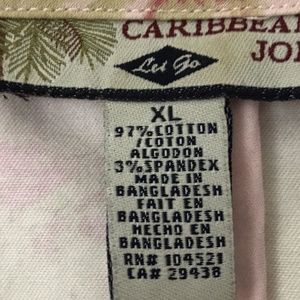 CARIBBEAN
JOE
Let Go
XL
97% COTTON
/COTON
ALGODON
3% SPANDEX
MADE IN
BANGLADESH
FAIT EN
BANGLADESH
HECHO EN
BANGLADESH
RN# 104521
CA# 29438